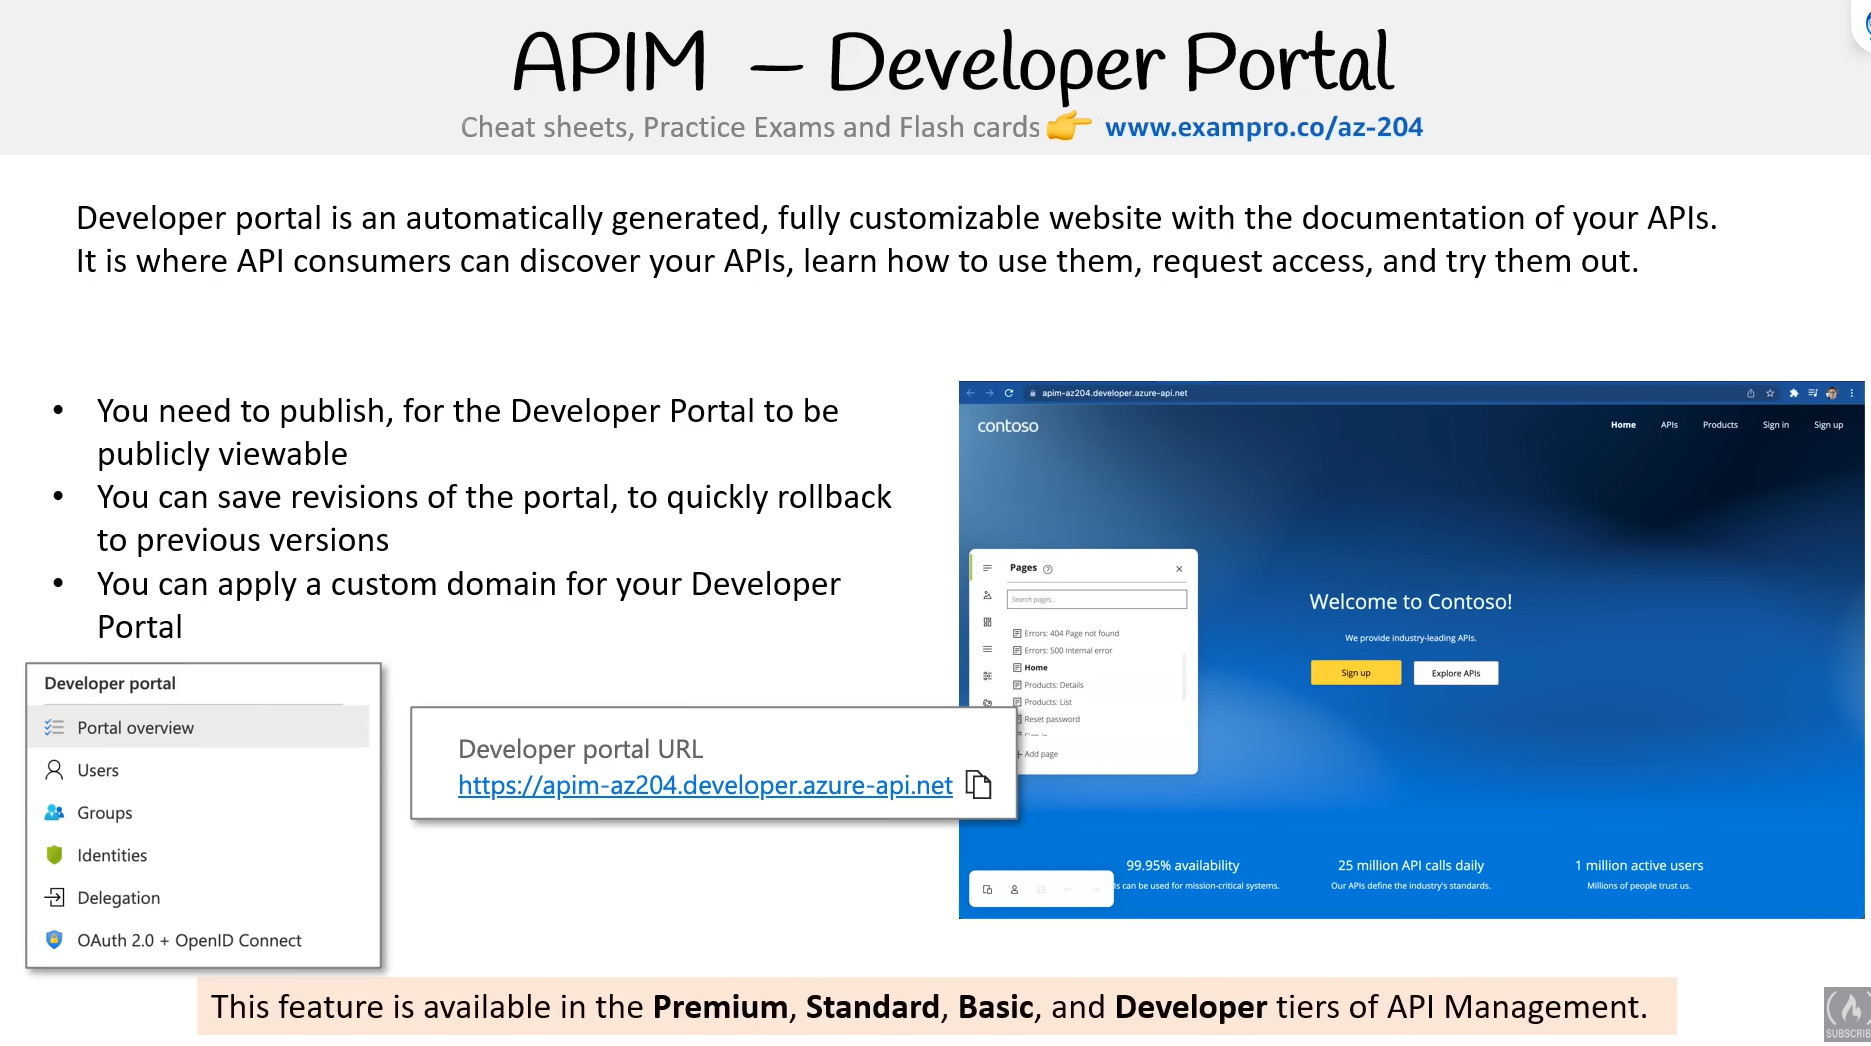 APIM – Developer Portal
Cheat sheets, Practice Exams and Flash cards www.exampro.co/az-204
Developer portal is an automatically generated, fully customizable website with the documentation of your APIs.
It is where API consumers can discover your APIs, learn how to use them, request access, and try them out.
• You need to publish, for the Developer Portal to be
publicly viewable
• You can save revisions of the portal, to quickly rollback
to previous versions
• You can apply a custom domain for your Developer
Portal
Developer portal
Portal overview
Users
Groups
Identities
Delegation
OAuth 2.0 + OpenID Connect
Developer portal URL
https://apim-az204.developer.azure-api.net
apim-az204.developer.azure-api.net
contoso
Home APIs Products Sign in Sign up
Pages
Search pages...
Errors: 404 Page not found
Errors: 500 Internal error
Home
Products: Details
Products: List
Reset password
+ Add page
Welcome to Contoso!
We provide industry-leading APIs.
Sign up Explore APIs
99.95% availability
can be used for mission-critical systems.
25 million API calls daily
Our APIs define the industry's standards.
1 million active users
Millions of people trust us.
This feature is available in the Premium, Standard, Basic, and Developer tiers of API Management.